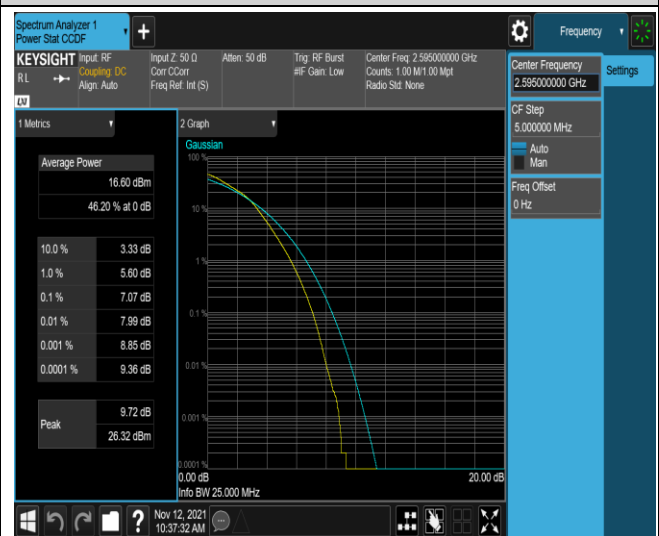 Spectrum Analyzer 1
Power Stat CCDF
Frequency
KEYSIGHT
RL
LXI
Input: RF
Coupling: DC
Align: Auto
Input Z: 50 Ω
Corr CCorr
Freq Ref: Int (S)
Atten: 50 dB
Trig: RF Burst
#IF Gain: Low
Center Freq: 2.595000000 GHz
Counts: 1.00 M/1.00 Mpt
Radio Std: None
Center Frequency
2.595000000 GHz
Settings
CF Step
5.000000 MHz
Auto
Man
Freq Offset
0 Hz
1 Metrics
Average Power
16.60 dBm
46.20 % at 0 dB
10.0 % 3.33 dB
1.0 % 5.60 dB
0.1 % 7.07 dB
0.01 % 7.99 dB
0.001 % 8.85 dB
0.0001 % 9.36 dB
Peak
9.72 dB
26.32 dBm
2 Graph
Gaussian
100 %
10 %
1 %
0.1 %
0.01 %
0.001 %
0.0001 %
0.00 dB 20.00 dB
Info BW 25.000 MHz
?
Nov 12, 2021
10:37:32 AM